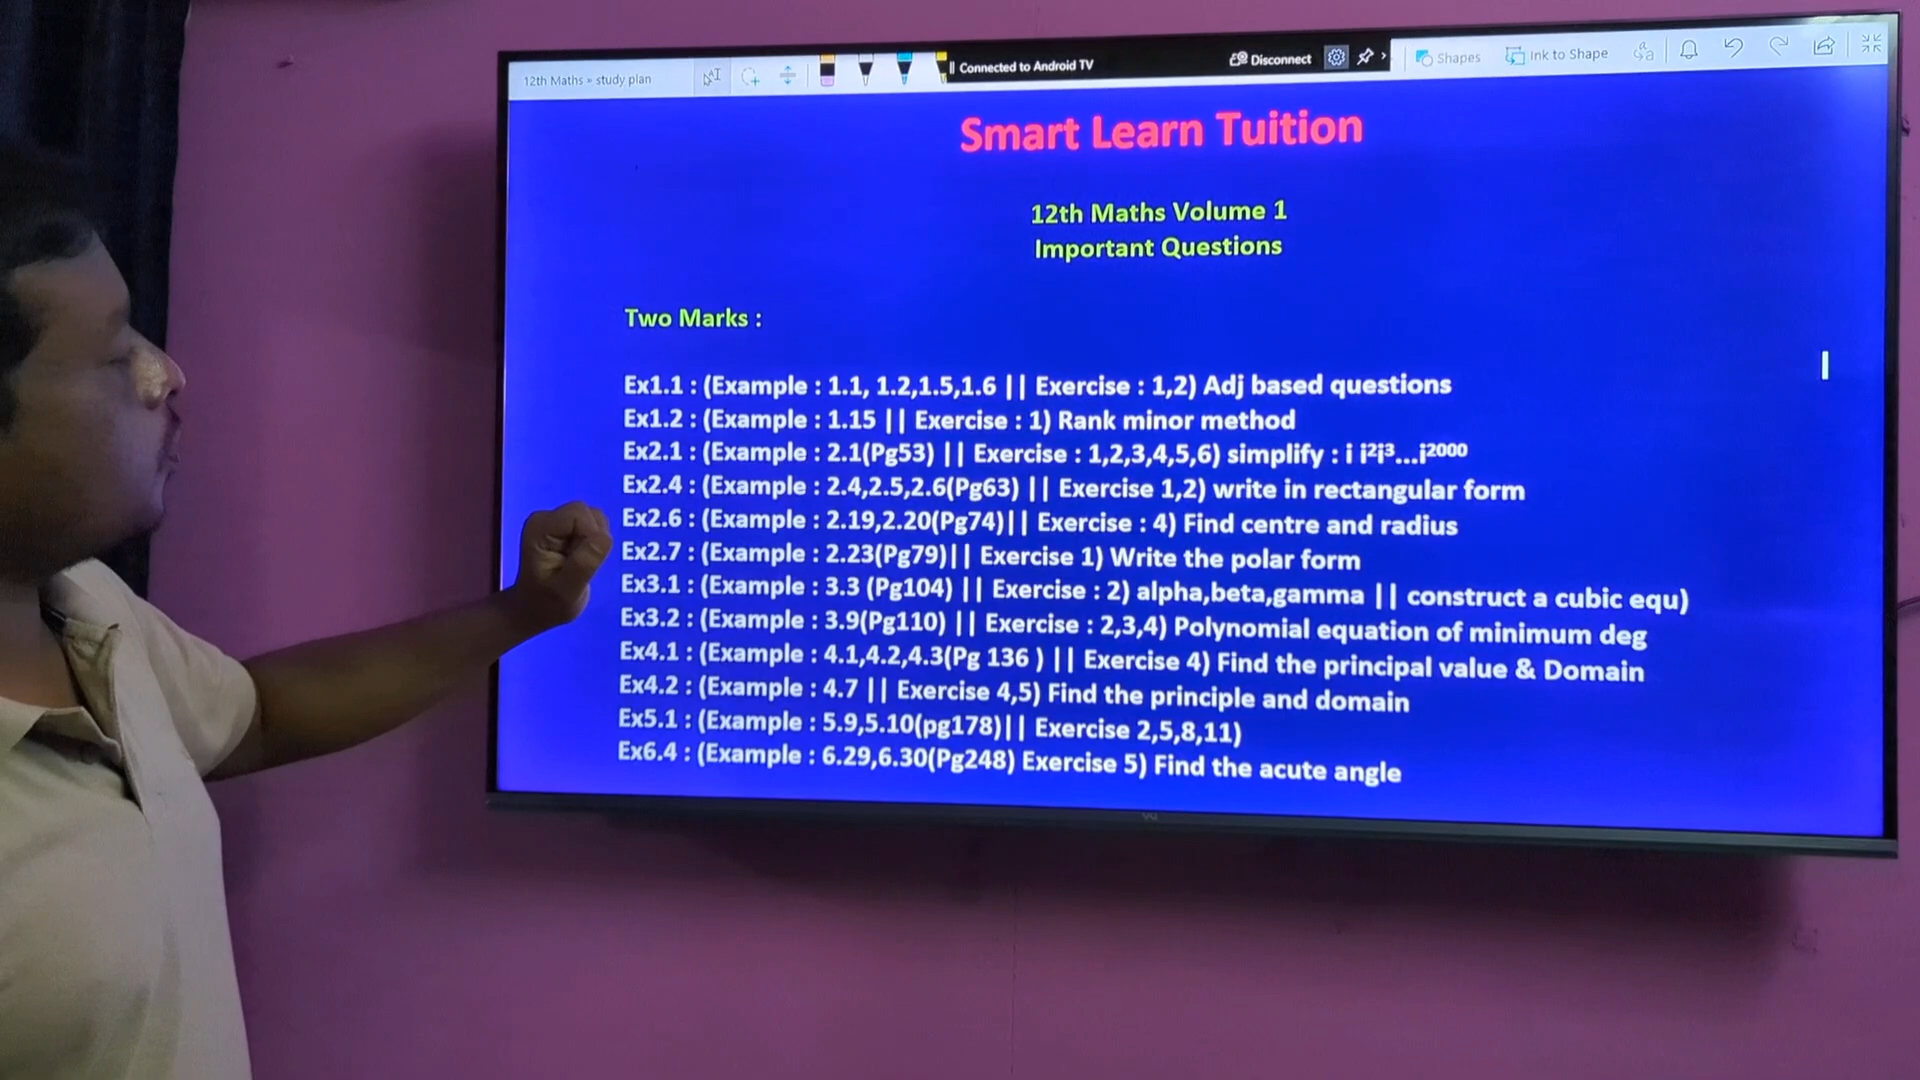 12th Maths » study plan
Connected to Android TV
Disconnect
Shapes
Ink to Shape
Smart Learn Tuition
12th Maths Volume 1
Important Questions
Two Marks :
Ex1.1 : (Example : 1.1, 1.2,1.5,1.6 || Exercise : 1,2) Adj based questions
Ex1.2 : (Example : 1.15 || Exercise : 1) Rank minor method
Ex2.1 : (Example : 2.1(Pg53) || Exercise : 1,2,3,4,5,6) simplify : i i²i³...i²⁰⁰⁰
Ex2.4 : (Example : 2.4,2.5,2.6(Pg63) || Exercise 1,2) write in rectangular form
Ex2.6 : (Example : 2.19,2.20(Pg74)|| Exercise : 4) Find centre and radius
Ex2.7 : (Example : 2.23(Pg79)|| Exercise 1) Write the polar form
Ex3.1 : (Example : 3.3 (Pg104) || Exercise : 2) alpha,beta,gamma || construct a cubic equ)
Ex3.2 : (Example : 3.9(Pg110) || Exercise : 2,3,4) Polynomial equation of minimum deg
Ex4.1 : (Example : 4.1,4.2,4.3(Pg 136 ) || Exercise 4) Find the principal value & Domain
Ex4.2 : (Example : 4.7 || Exercise 4,5) Find the principle and domain
Ex5.1 : (Example : 5.9,5.10(pg178)|| Exercise 2,5,8,11)
Ex6.4 : (Example : 6.29,6.30(Pg248) Exercise 5) Find the acute angle